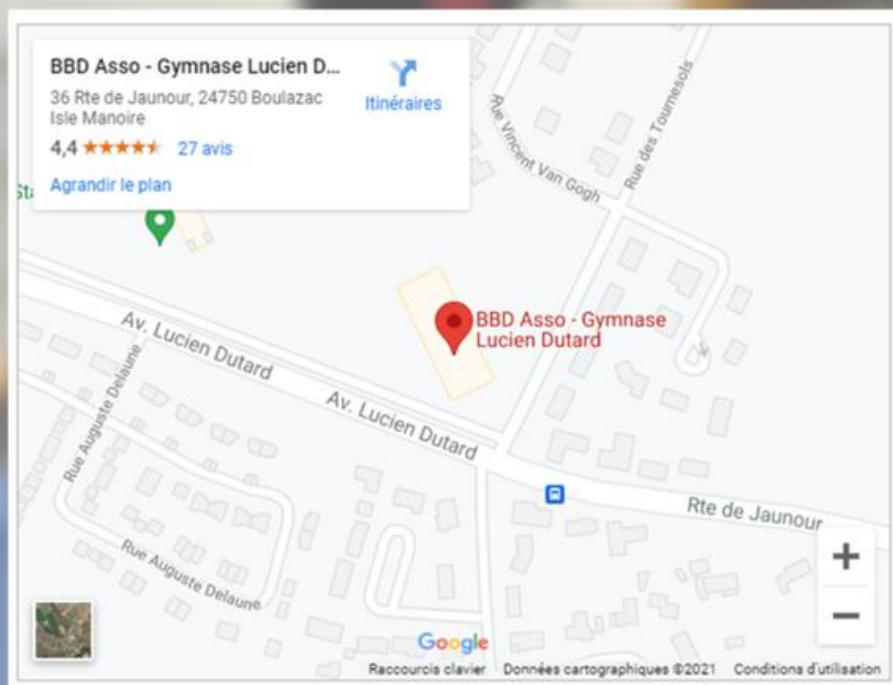 BBD Asso - Gymnase Lucien D...
36 Rte de Jaunour, 24750 Boulazac
Isle Manoire
4,4
27 avis
Itinéraires
Agrandir le plan
Sta
Rue Vincent Van Gogh
Rue des Tournesols
BBD Asso - Gymnase
Lucien Dutard
Av. Lucien Dutard
Av. Lucien Dutard
Rue Auguste Delaune
Rte de Jaunour
Rue Auguste Delaune
+
−
Google
Raccourcis clavier Données cartographiques ©2021 Conditions d'utilisation